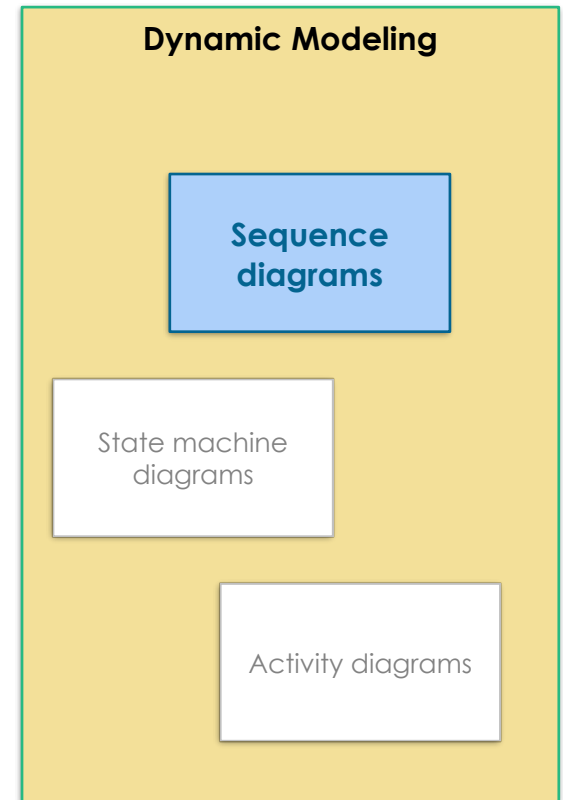 Dynamic Modeling
Sequence
diagrams
State machine
diagrams
Activity diagrams